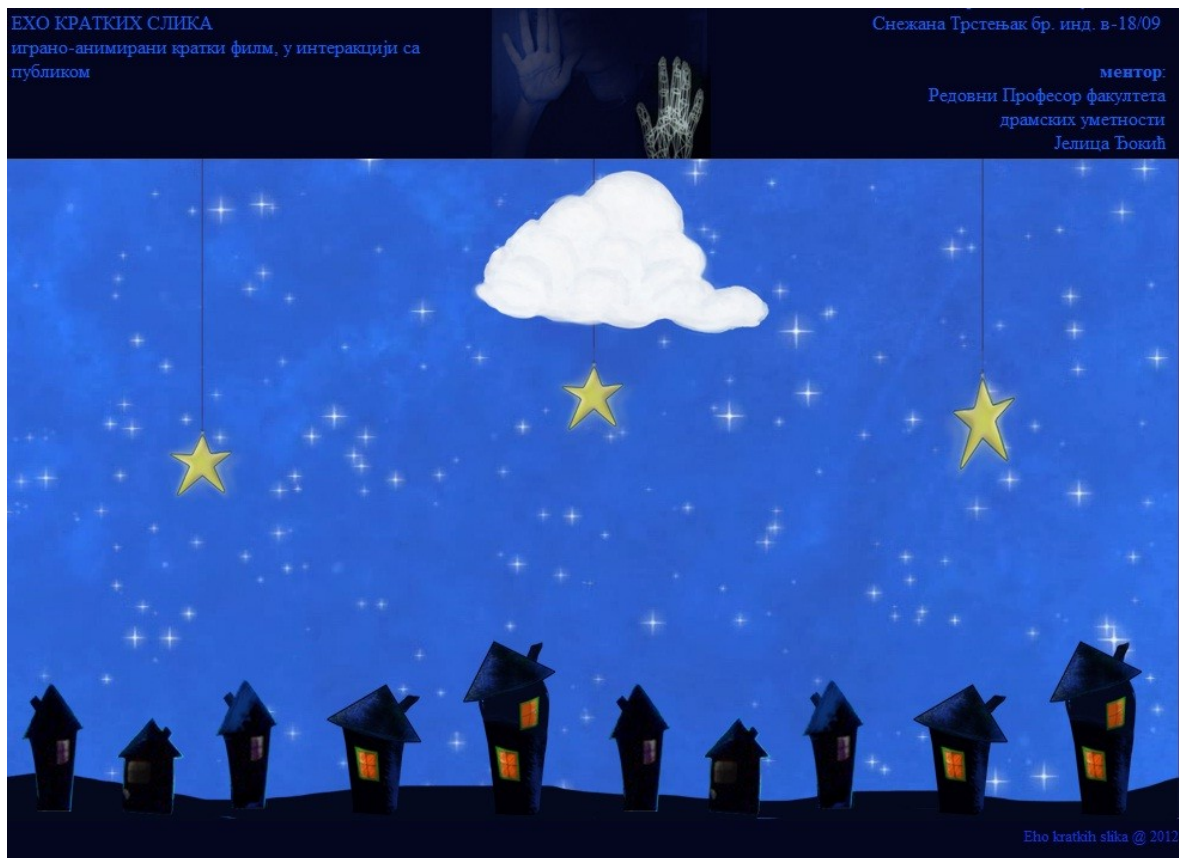 ЕХО КРАТКИХ СЛИКА
играно-анимирани кратки филм, у интеракцији са
публиком
Снежана Трстењак бр. инд. в-18/09
ментор:
Редовни Професор факултета
драмских уметности
Јелица Ђокић
Eho kratkih slika @ 2012